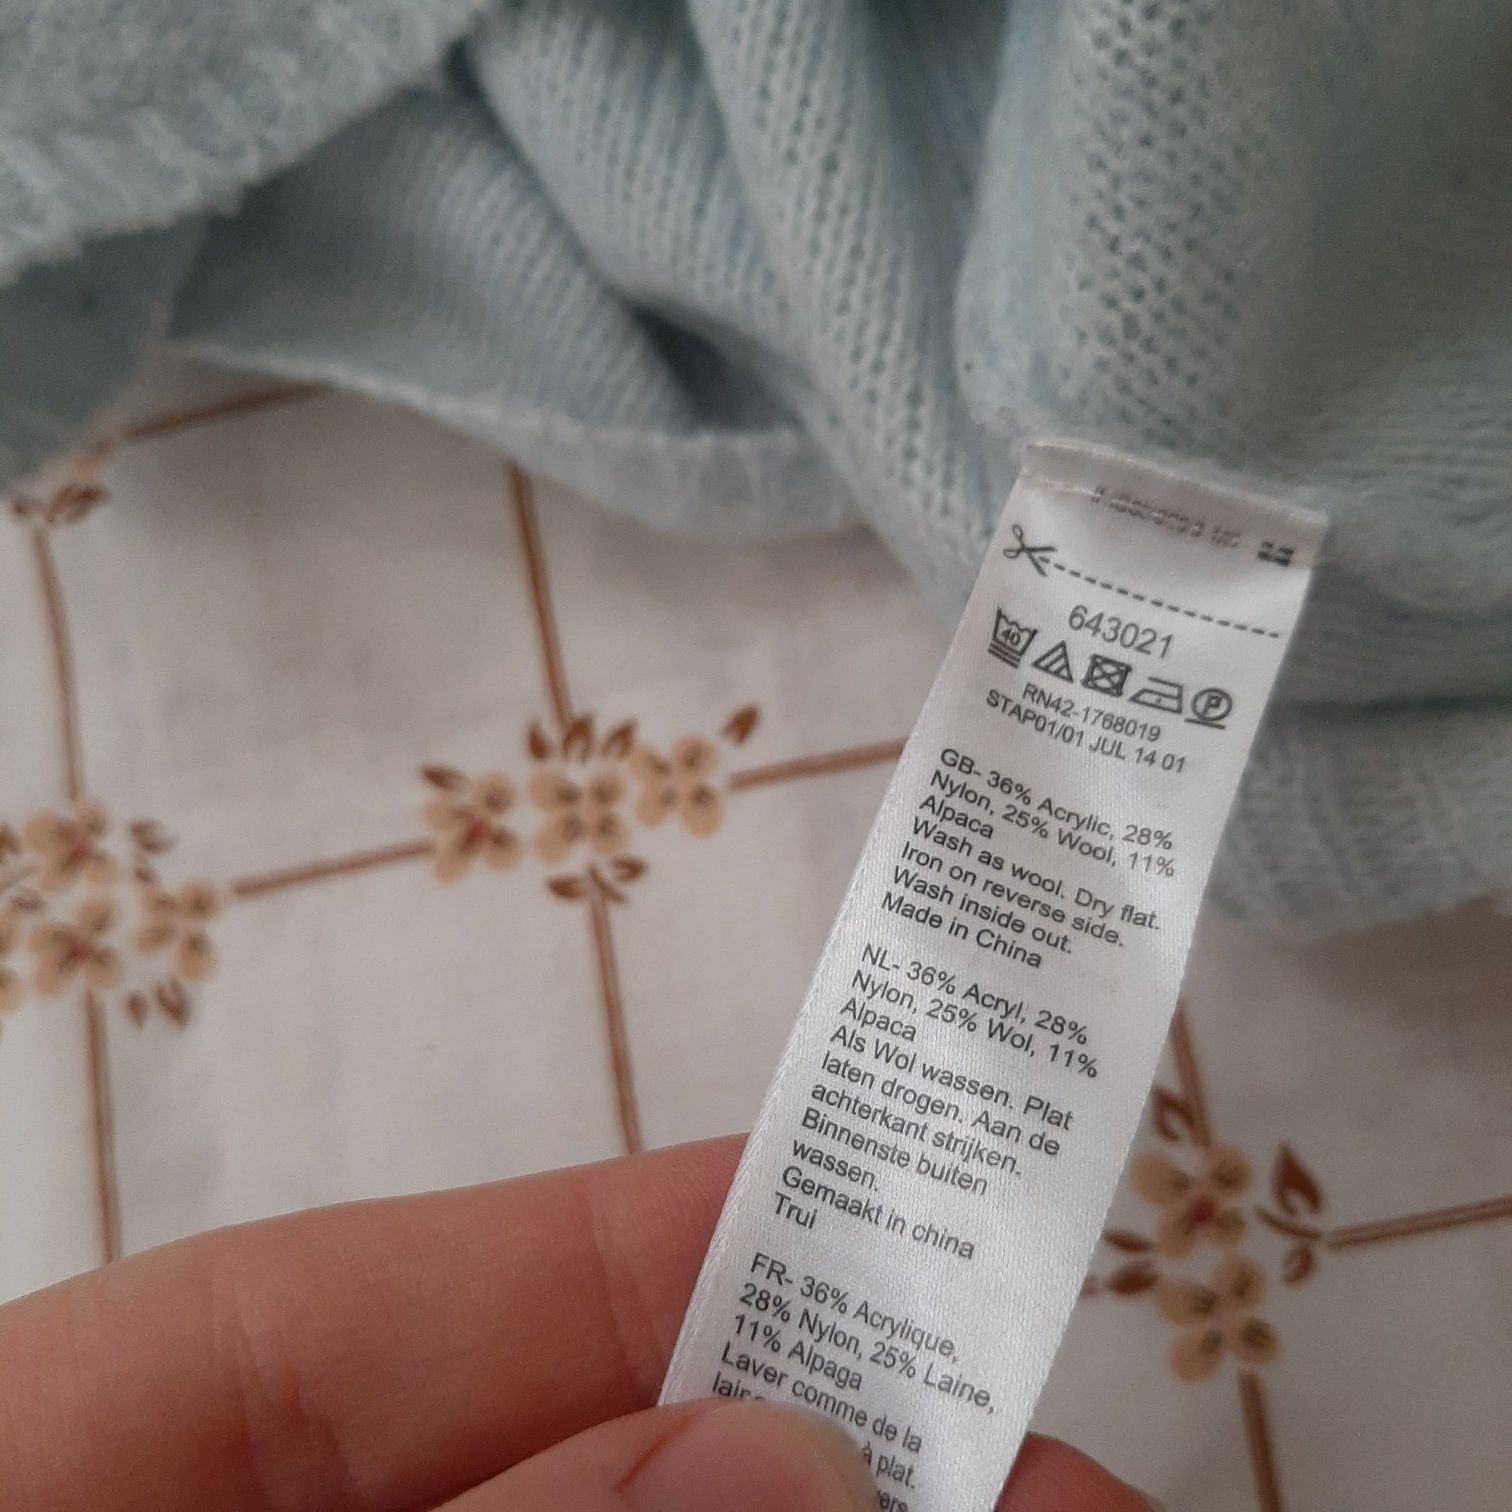 643021
40
P
RN42-1768019
STAP01/01 JUL 14 01
GB- 36% Acrylic, 28%
Nylon, 25% Wool, 11%
Alpaca
Wash as wool. Dry flat.
Iron on reverse side.
Wash inside out.
Made in China
NL- 36% Acryl, 28%
Nylon, 25% Wol, 11%
Alpaca
Als Wol wassen. Plat
laten drogen. Aan de
achterkant strijken.
Binnenste buiten
wassen.
Gemaakt in china
Trui
FR- 36% Acrylique,
28% Nylon, 25% Laine,
11% Alpaga
Laver comme de la
à plat.